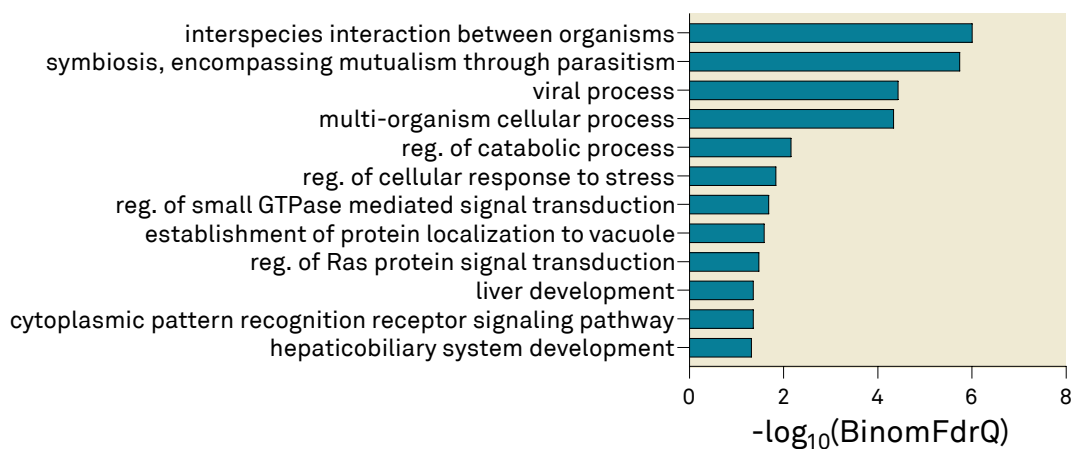 interspecies interaction between organisms
symbiosis, encompassing mutualism through parasitism
viral process
multi-organism cellular process
reg. of catabolic process
reg. of cellular response to stress
reg. of small GTPase mediated signal transduction
establishment of protein localization to vacuole
reg. of Ras protein signal transduction
liver development
cytoplasmic pattern recognition receptor signaling pathway
hepaticobiliary system development
0 2 4 6 8
-log₁₀(BinomFdrQ)